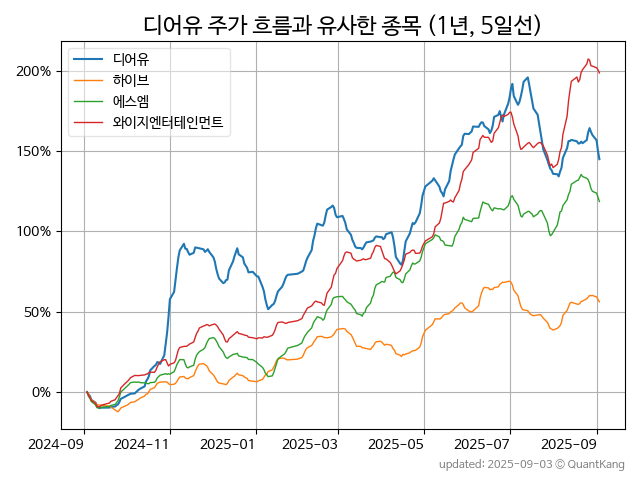 디어유 주가 흐름과 유사한 종목 (1년, 5일선)
디어유
하이브
에스엠
와이지엔터테인먼트
200%
150%
100%
50%
0%
2024-09 2024-11 2025-01 2025-03 2025-05 2025-07 2025-09
updated: 2025-09-03 © QuantKang